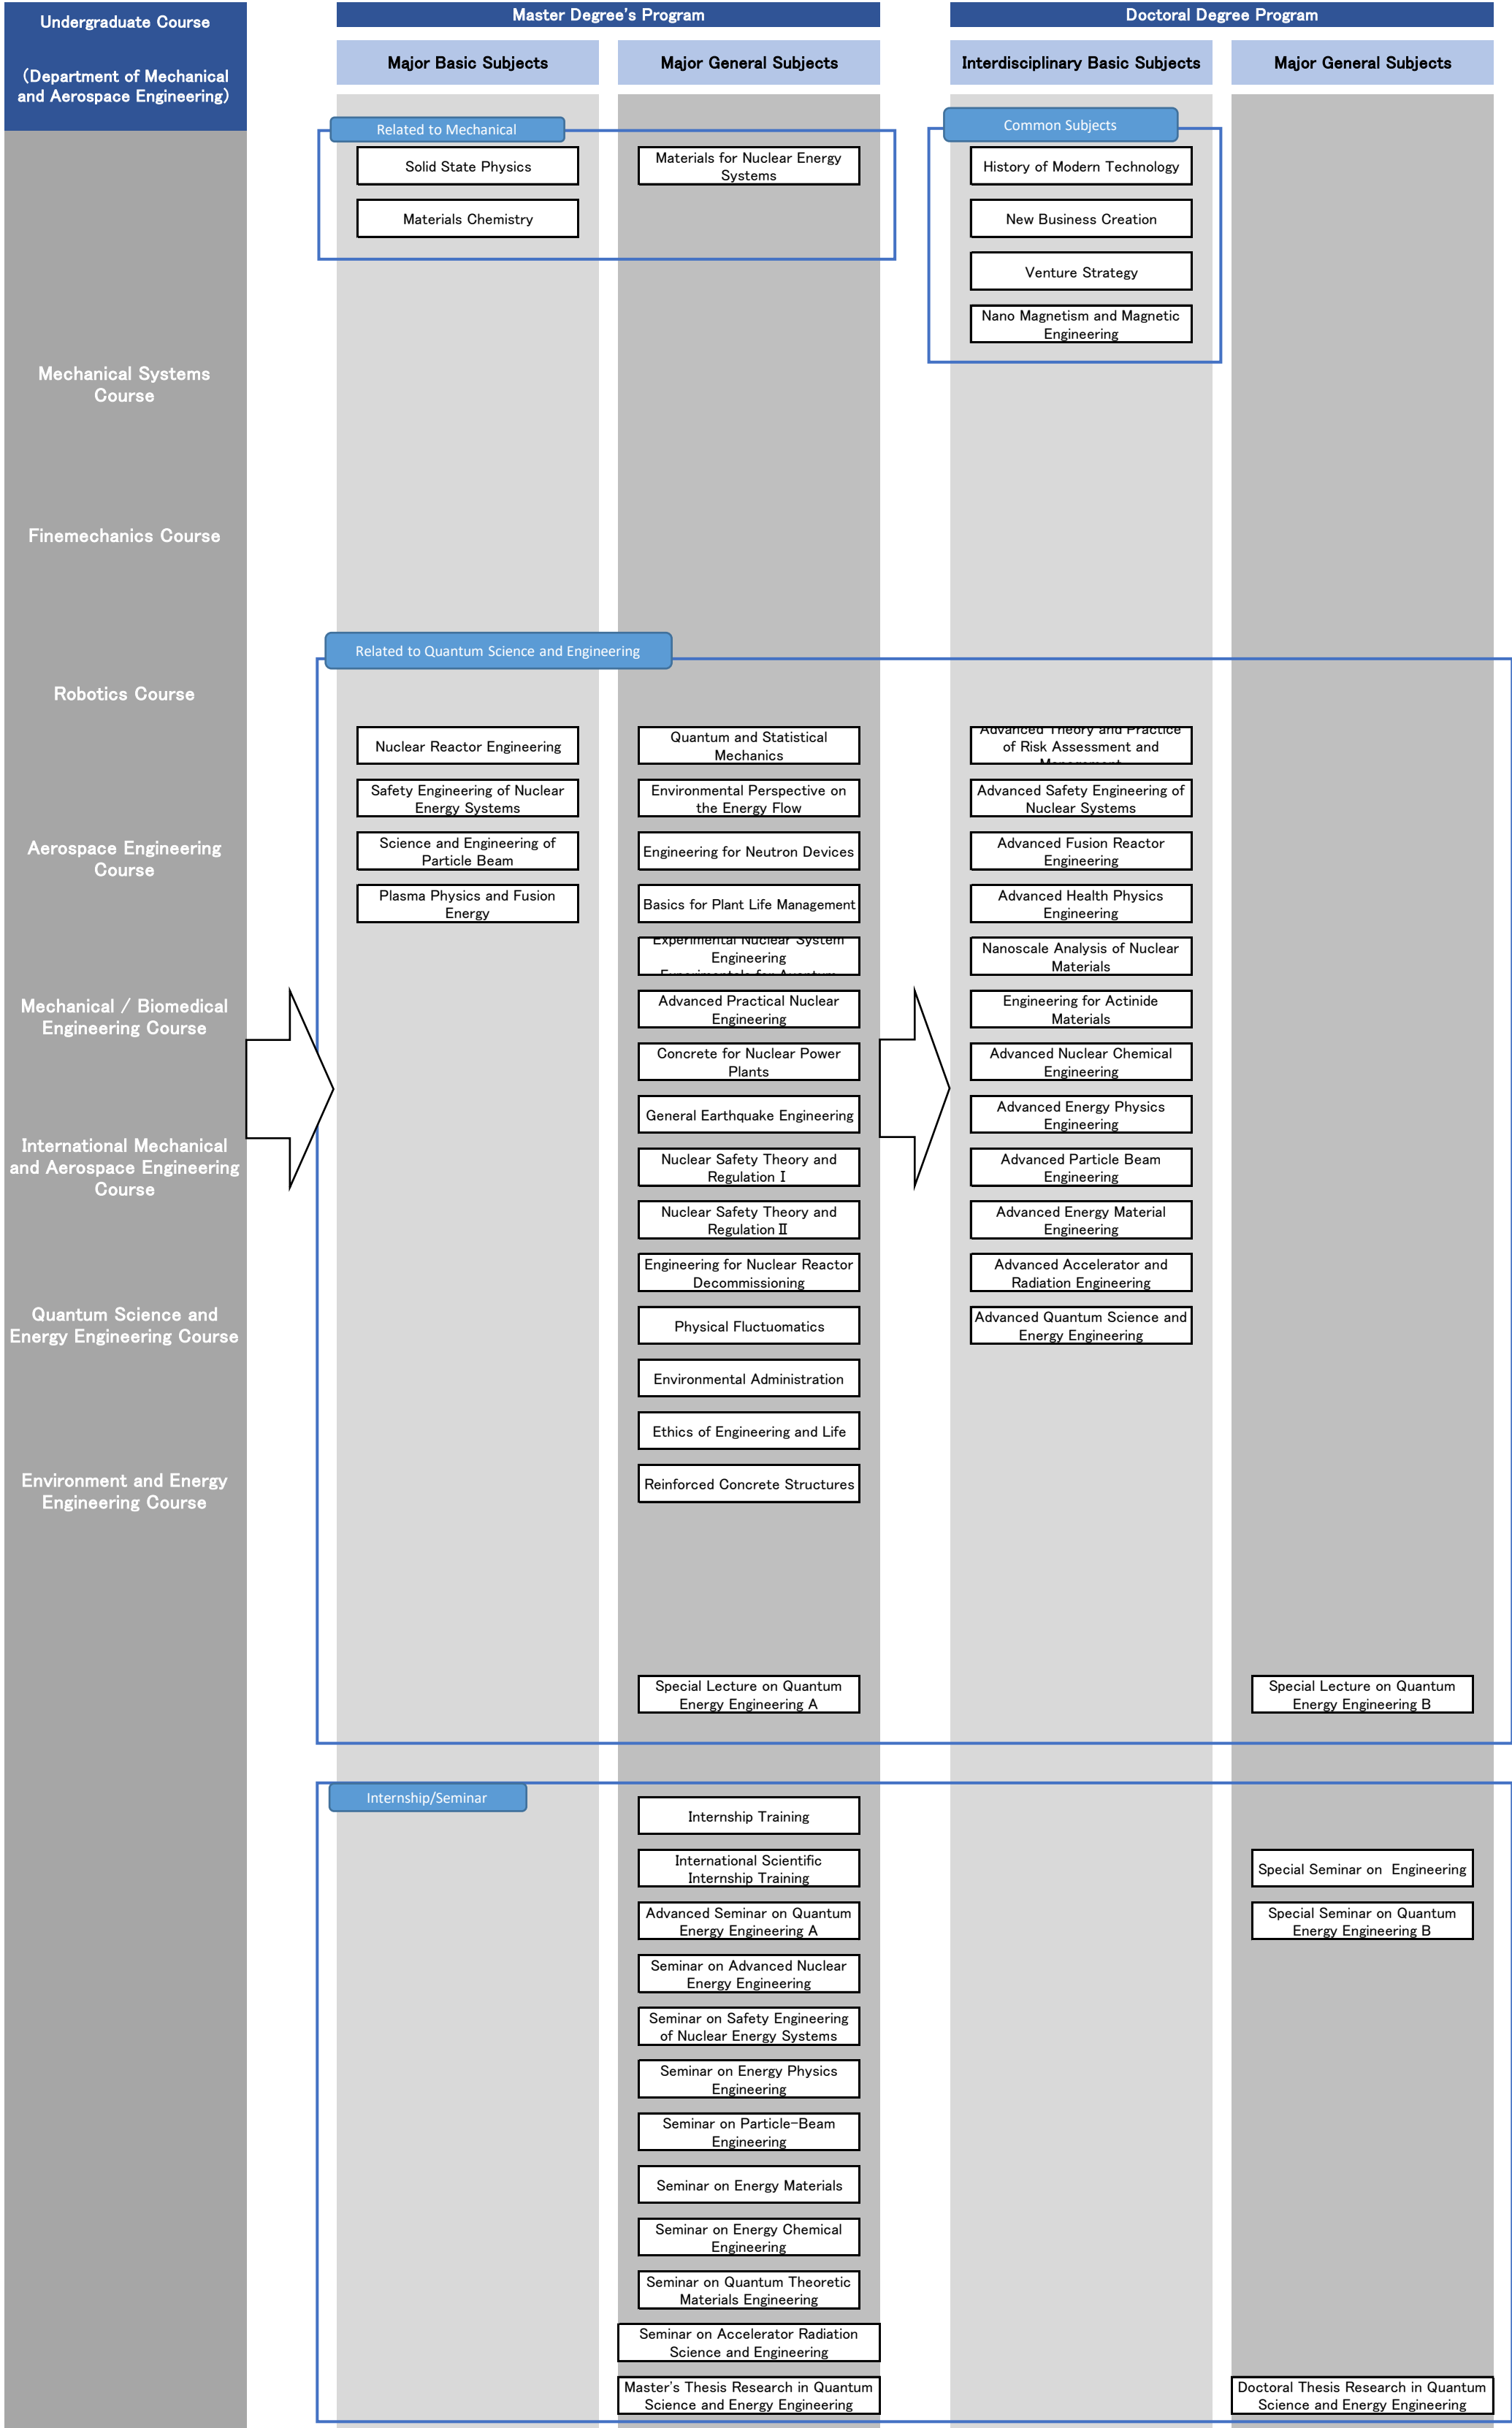 Undergraduate Course
（Department of Mechanical
and Aerospace Engineering）
Mechanical Systems
Course
Finemechanics Course
Robotics Course
Aerospace Engineering
Course
Mechanical / Biomedical
Engineering Course
International Mechanical
and Aerospace Engineering
Course
Quantum Science and
Energy Engineering Course
Environment and Energy
Engineering Course
Master Degree's Program
Major Basic Subjects
Major General Subjects
Related to Mechanical
Solid State Physics
Materials Chemistry
Materials for Nuclear Energy
Systems
Related to Quantum Science and Engineering
Nuclear Reactor Engineering
Safety Engineering of Nuclear
Energy Systems
Science and Engineering of
Particle Beam
Plasma Physics and Fusion
Energy
Quantum and Statistical
Mechanics
Environmental Perspective on
the Energy Flow
Engineering for Neutron Devices
Basics for Plant Life Management
Experimental Nuclear System
Engineering
Advanced Practical Nuclear
Engineering
Concrete for Nuclear Power
Plants
General Earthquake Engineering
Nuclear Safety Theory and
Regulation Ⅰ
Nuclear Safety Theory and
Regulation Ⅱ
Engineering for Nuclear Reactor
Decommissioning
Physical Fluctuomatics
Environmental Administration
Ethics of Engineering and Life
Reinforced Concrete Structures
Special Lecture on Quantum
Energy Engineering A
Internship/Seminar
Internship Training
International Scientific
Internship Training
Advanced Seminar on Quantum
Energy Engineering A
Seminar on Advanced Nuclear
Energy Engineering
Seminar on Safety Engineering
of Nuclear Energy Systems
Seminar on Energy Physics
Engineering
Seminar on Particle-Beam
Engineering
Seminar on Energy Materials
Seminar on Energy Chemical
Engineering
Seminar on Quantum Theoretic
Materials Engineering
Seminar on Accelerator Radiation
Science and Engineering
Master's Thesis Research in Quantum
Science and Energy Engineering
Doctoral Degree Program
Interdisciplinary Basic Subjects
Major General Subjects
Common Subjects
History of Modern Technology
New Business Creation
Venture Strategy
Nano Magnetism and Magnetic
Engineering
Advanced Theory and Practice
of Risk Assessment and
Management
Advanced Safety Engineering of
Nuclear Systems
Advanced Fusion Reactor
Engineering
Advanced Health Physics
Engineering
Nanoscale Analysis of Nuclear
Materials
Engineering for Actinide
Materials
Advanced Nuclear Chemical
Engineering
Advanced Energy Physics
Engineering
Advanced Particle Beam
Engineering
Advanced Energy Material
Engineering
Advanced Accelerator and
Radiation Engineering
Advanced Quantum Science and
Energy Engineering
Special Lecture on Quantum
Energy Engineering B
Special Seminar on Engineering
Special Seminar on Quantum
Energy Engineering B
Doctoral Thesis Research in Quantum
Science and Energy Engineering